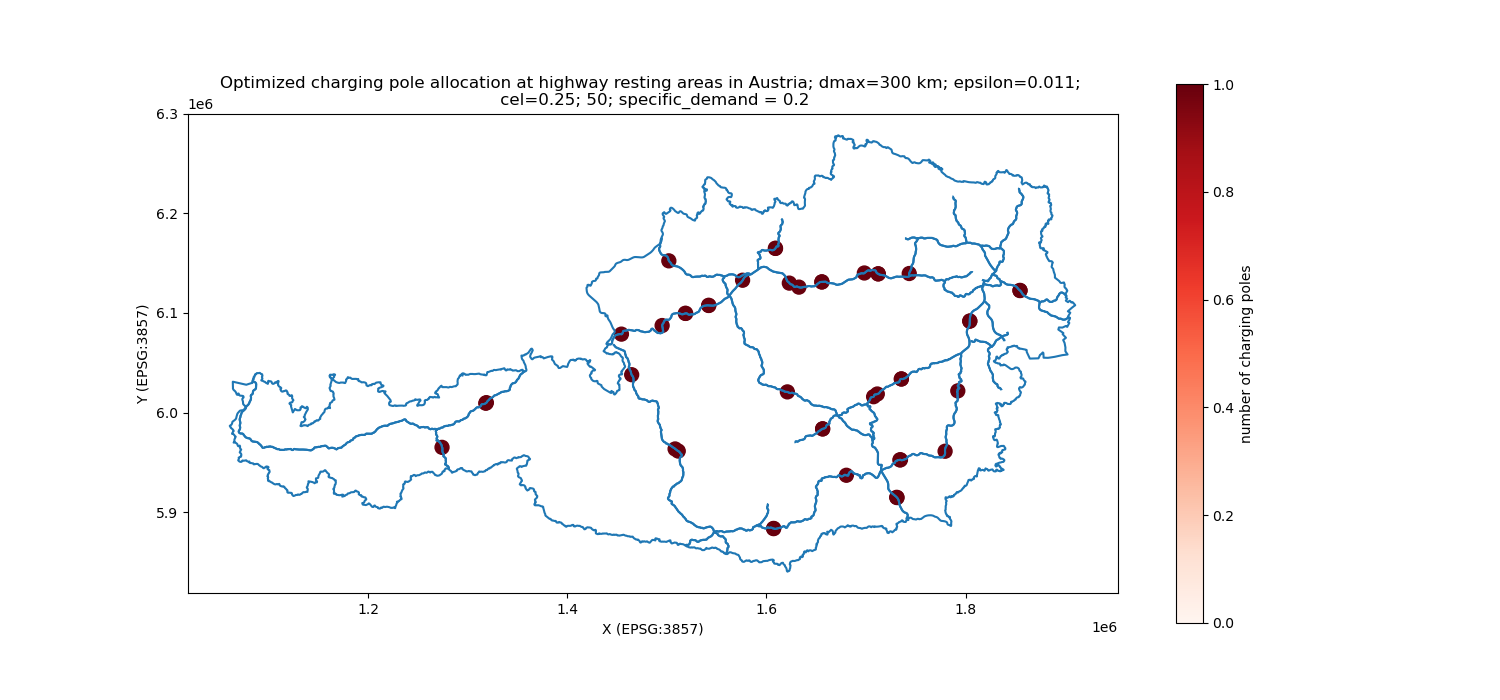 Optimized charging pole allocation at highway resting areas in Austria; dmax=300 km; epsilon=0.011;
cel=0.25; 50; specific_demand = 0.2
1e6
6.3
6.2
6.1
6.0
5.9
Y (EPSG:3857)
1.2
1.4
1.6
1.8
X (EPSG:3857)
1e6
1.0
0.8
0.6
0.4
0.2
0.0
number of charging poles